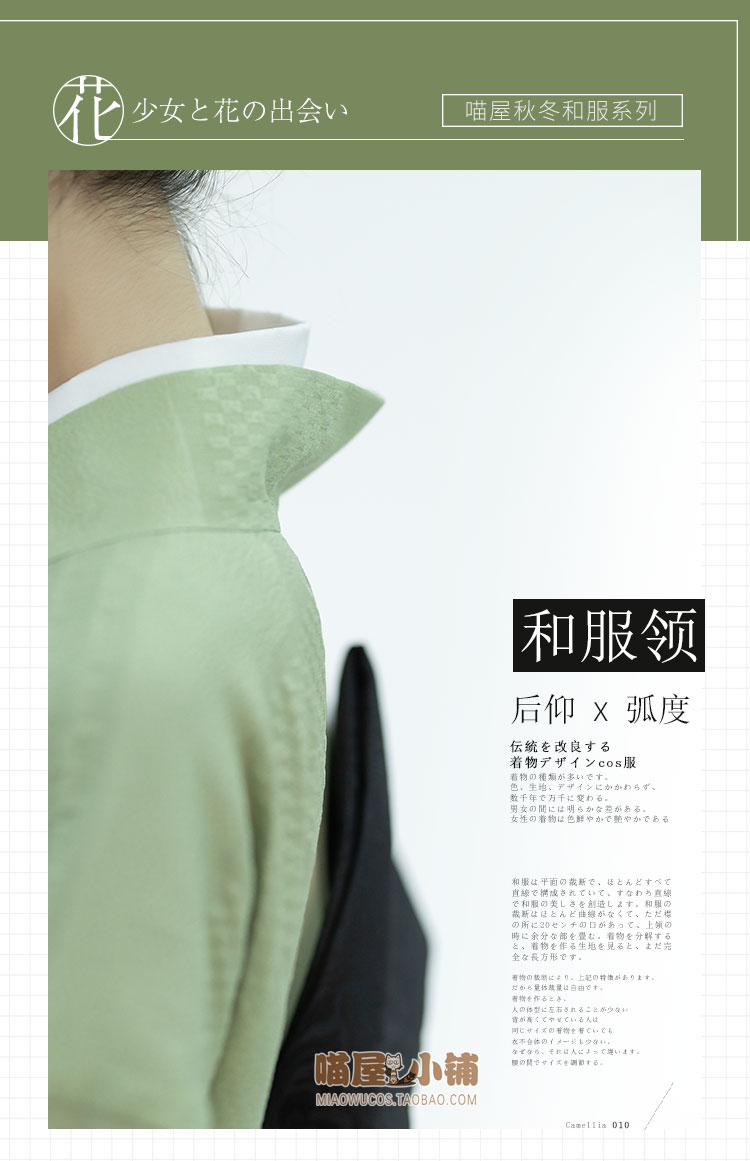 花
少女と花の出会い
喵屋秋冬和服系列
和服领
后仰 x 弧度
伝統を改良する
着物デザインcos服
着物の種類が多いです。
色、生地、デザインにかかわらず、
数千年で万千に変わる。
男女の間には明らかな差がある。
女性の着物は色鮮やかで艶やかである
和服は平面の裁断で、ほとんどすべて
直線で構成されていて、すなわち直線
で和服の美しさを創造します。和服の
裁断はほとんど曲線がなくて、ただ襟
の所に20センチの口があって、上領の
時に余分な部を畳む。着物を分解する
と、着物を作る生地を見ると、まだ完
全な長方形です。
着物の裁断により、上記の特徴があります。
だから量体裁量は自由です。
着物を作るとき、
人の体型に左右されることが少ない
背が高くてやせている人は
同じサイズの着物を着ていても
衣不合体のイメージも少ない。
なぜなら、それは人によって違います。
腰の間でサイズを調節する。
喵屋小铺
MIAOWUCOS.TAOBAO.COM
Camellia 010